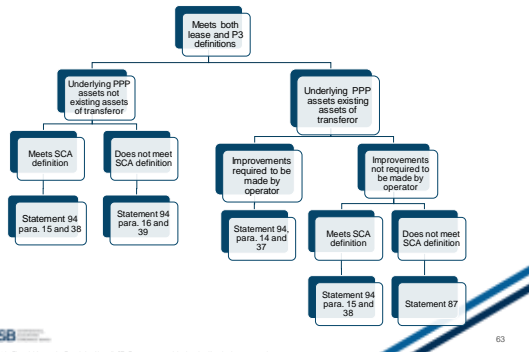 Meets both
lease and P3
definitions
Underlying PPP
assets not
existing assets
of transferor
Underlying PPP
assets existing
assets of
transferor
Meets SCA
definition
Does not meet
SCA definition
Improvements
required to be
made by
operator
Improvements
not required to
be made by
operator
Statement 94
para. 15 and 38
Statement 94
para. 16 and
39
Statement 94,
para. 14 and
37
Meets SCA
definition
Does not meet
SCA definition
Statement 94
para. 15 and
38
Statement 87
SB
63